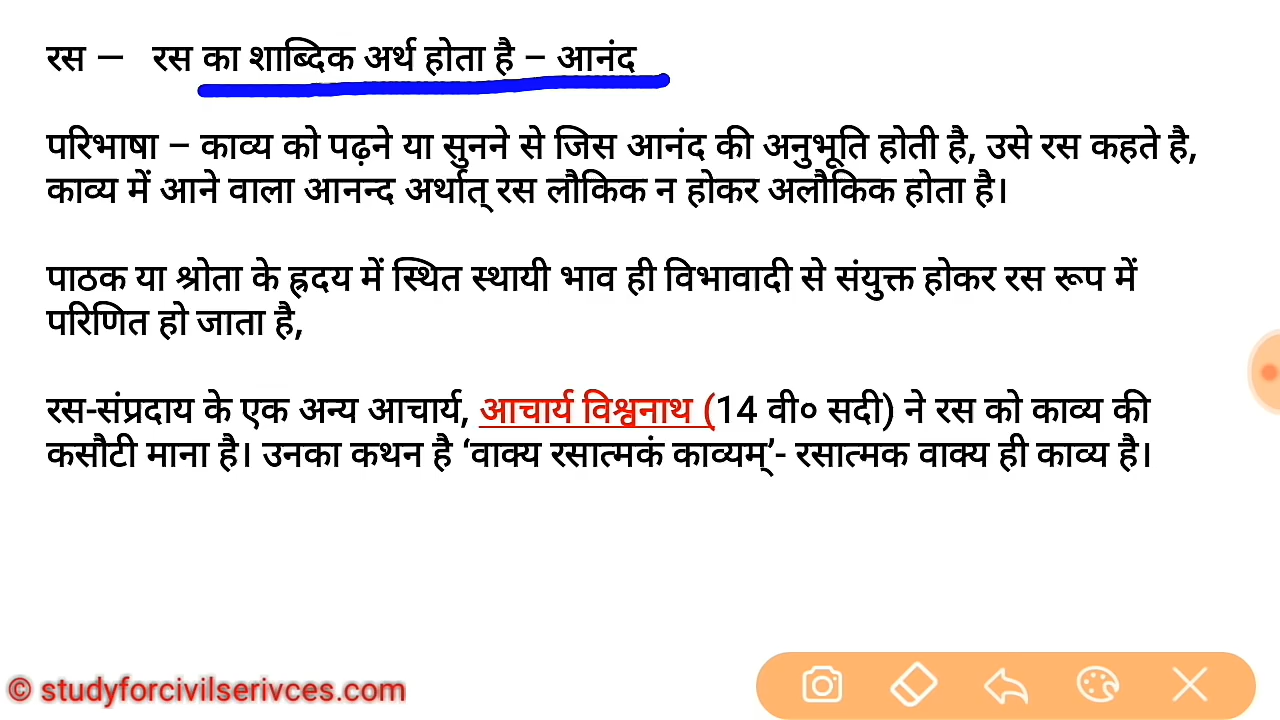 रस — रस का शाब्दिक अर्थ होता है – आनंद
परिभाषा – काव्य को पढ़ने या सुनने से जिस आनंद की अनुभूति होती है, उसे रस कहते है,
काव्य में आने वाला आनन्द अर्थात् रस लौकिक न होकर अलौकिक होता है।
पाठक या श्रोता के ह्रदय में स्थित स्थायी भाव ही विभावादी से संयुक्त होकर रस रूप में
परिणित हो जाता है,
रस-संप्रदाय के एक अन्य आचार्य, आचार्य विश्वनाथ (14 वी० सदी) ने रस को काव्य की
कसौटी माना है। उनका कथन है ‘वाक्य रसात्मकं काव्यम्’- रसात्मक वाक्य ही काव्य है।
© studyforcivilserivces.com